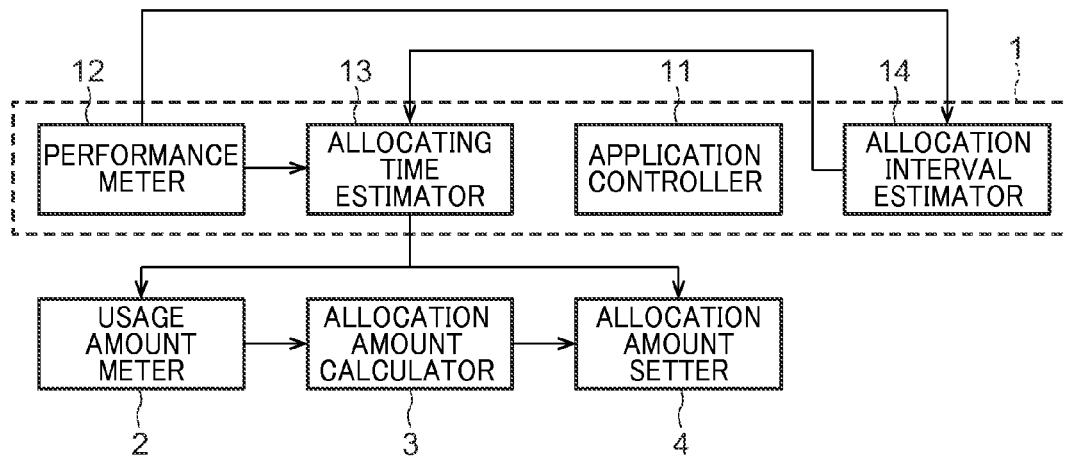 1
12
13
11
14
PERFORMANCE
METER
ALLOCATING
TIME
ESTIMATOR
APPLICATION
CONTROLLER
ALLOCATION
INTERVAL
ESTIMATOR
USAGE
AMOUNT
METER
ALLOCATION
AMOUNT
CALCULATOR
ALLOCATION
AMOUNT
SETTER
2
3
4